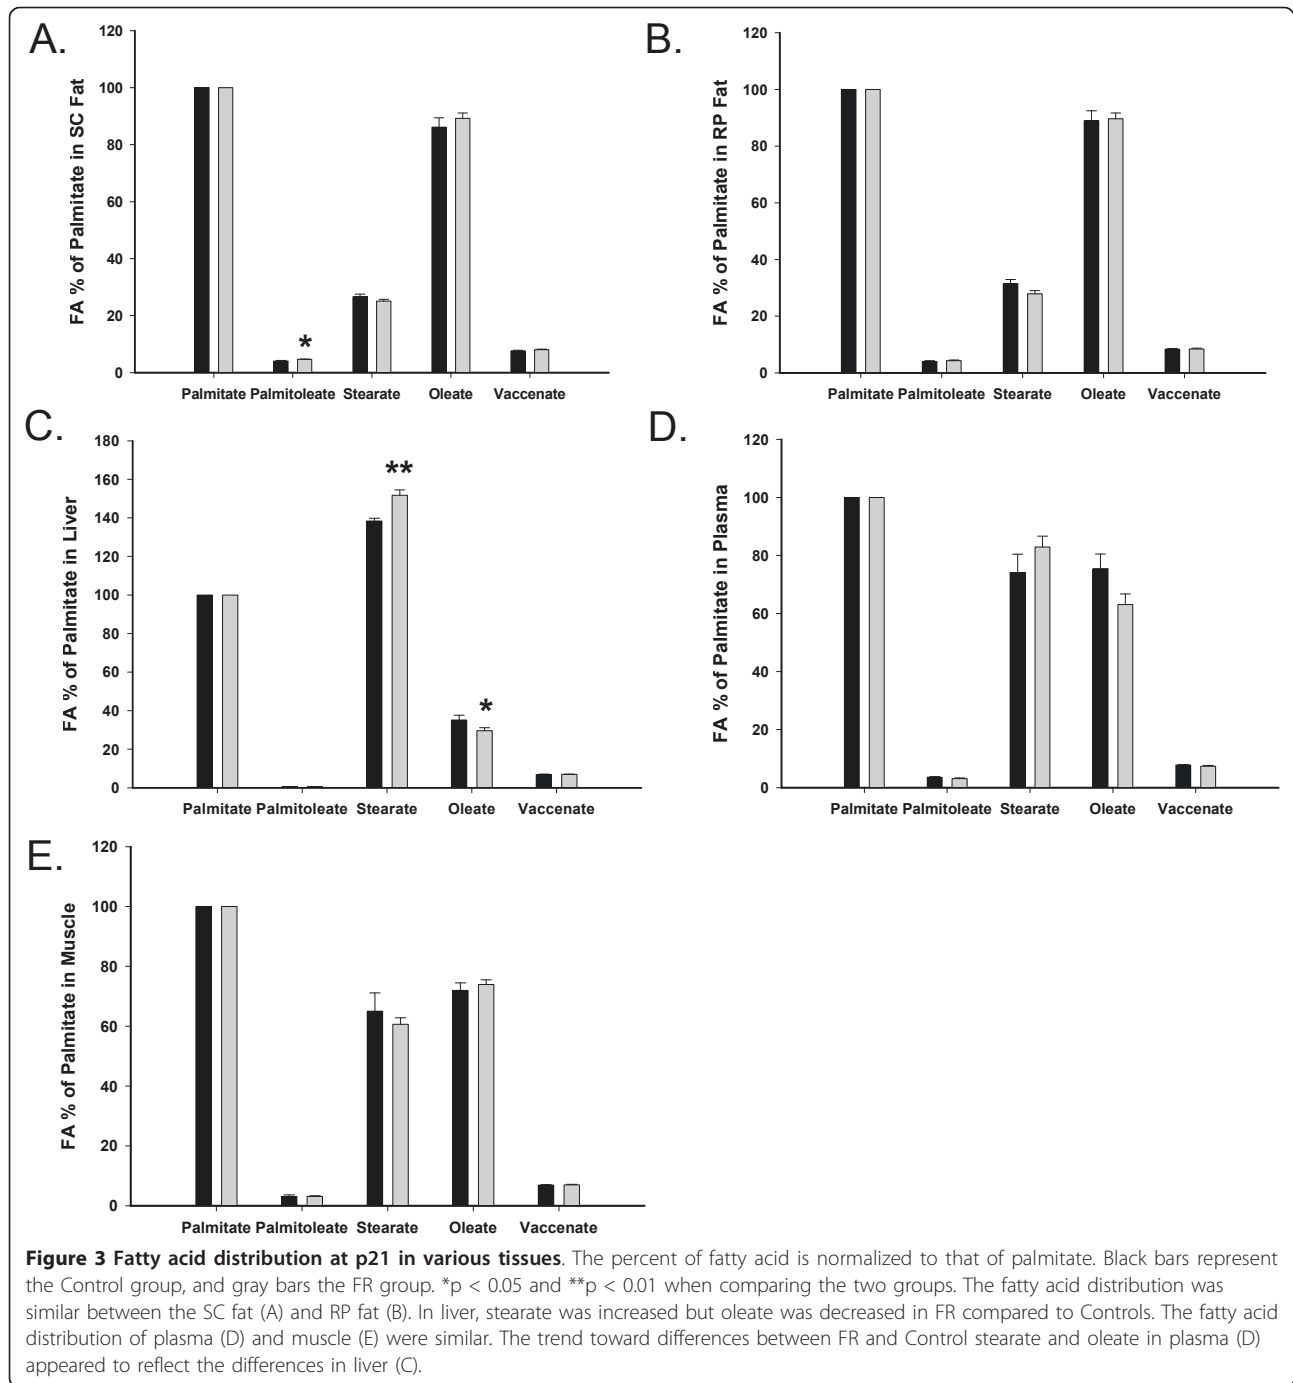 A.
FA % of Palmitate in SC Fat
120
100
80
60
40
20
0
*
Palmitate Palmitoleate Stearate Oleate Vaccenate
B.
FA % of Palmitate in RP Fat
120
100
80
60
40
20
0
Palmitate Palmitoleate Stearate Oleate Vaccenate
C.
FA % of Palmitate in Liver
180
160
140
120
100
80
60
40
20
0
**
*
Palmitate Palmitoleate Stearate Oleate Vaccenate
D.
FA % of Palmitate in Plasma
120
100
80
60
40
20
0
Palmitate Palmitoleate Stearate Oleate Vaccenate
E.
FA % of Palmitate in Muscle
120
100
80
60
40
20
0
Palmitate Palmitoleate Stearate Oleate Vaccenate
Figure 3 Fatty acid distribution at p21 in various tissues. The percent of fatty acid is normalized to that of palmitate. Black bars represent
the Control group, and gray bars the FR group. *p < 0.05 and **p < 0.01 when comparing the two groups. The fatty acid distribution was
similar between the SC fat (A) and RP fat (B). In liver, stearate was increased but oleate was decreased in FR compared to Controls. The fatty acid
distribution of plasma (D) and muscle (E) were similar. The trend toward differences between FR and Control stearate and oleate in plasma (D)
appeared to reflect the differences in liver (C).